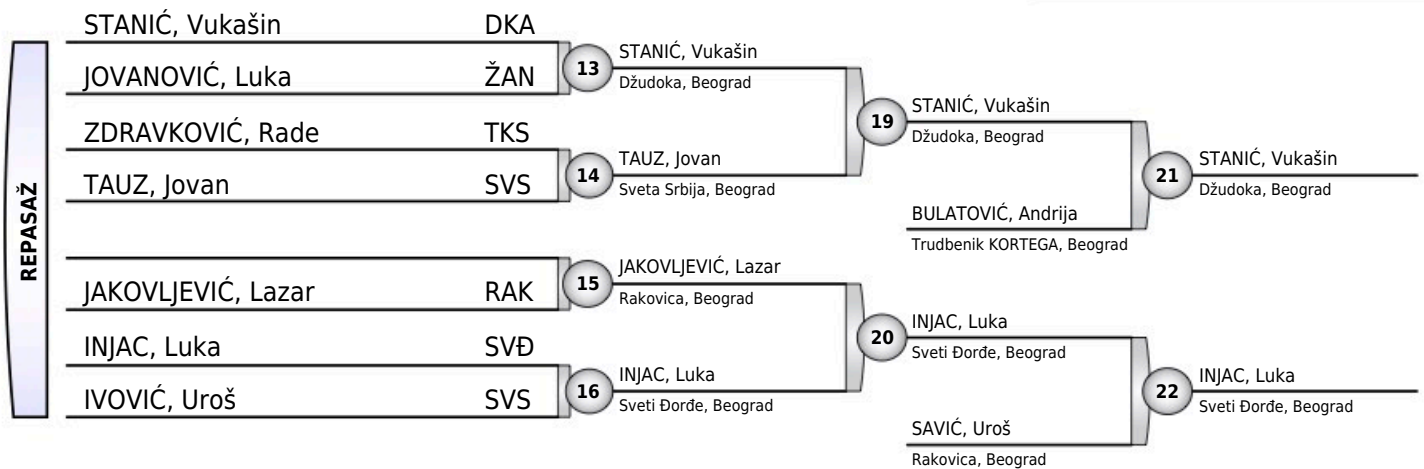 REPASAŽ
STANIĆ, Vukašin DKA
JOVANOVIĆ, Luka ŽAN
ZDRAVKOVIĆ, Rade TKS
TAUZ, Jovan SVS
JAKOVLJEVIĆ, Lazar RAK
INJAC, Luka SVĐ
IVOVIĆ, Uroš SVS
13
STANIĆ, Vukašin
Džudoka, Beograd
14
TAUZ, Jovan
Sveta Srbija, Beograd
15
JAKOVLJEVIĆ, Lazar
Rakovica, Beograd
16
INJAC, Luka
Sveti Đorđe, Beograd
19
STANIĆ, Vukašin
Džudoka, Beograd
BULATOVIĆ, Andrija
Trudbenik KORTEGA, Beograd
20
INJAC, Luka
Sveti Đorđe, Beograd
SAVIĆ, Uroš
Rakovica, Beograd
21
STANIĆ, Vukašin
Džudoka, Beograd
22
INJAC, Luka
Sveti Đorđe, Beograd